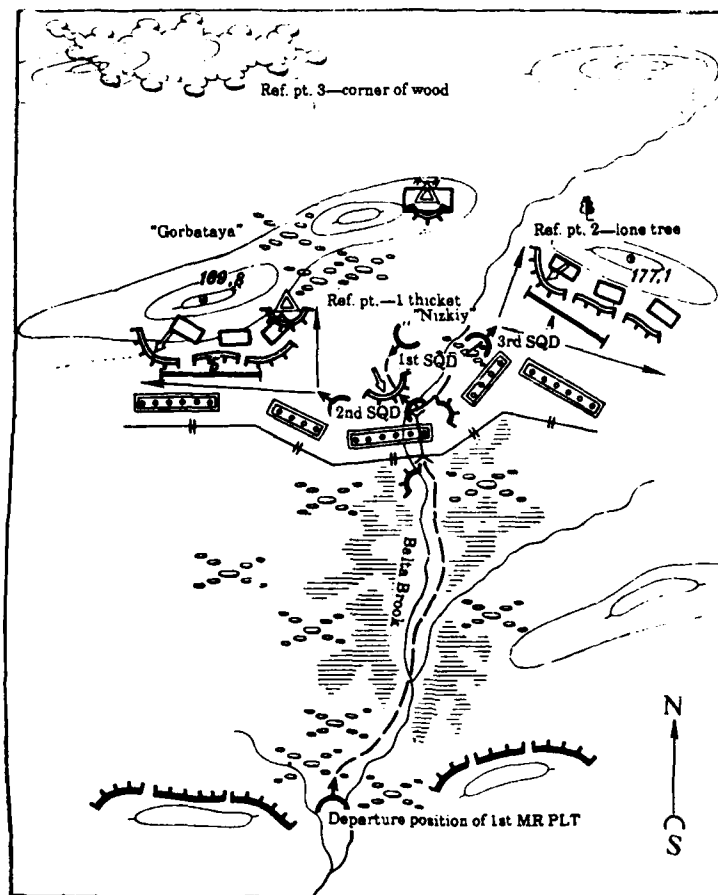 Ref. pt. 3—corner of wood
"Gorbataya"
Ref. pt. 2—lone tree
169,8
177,1
Ref. pt.—1 thicket
"Nizkiy"
1st SQD
3rd SQD
2nd SQD
Balta Brook
N
Departure position of 1st MR PLT
S